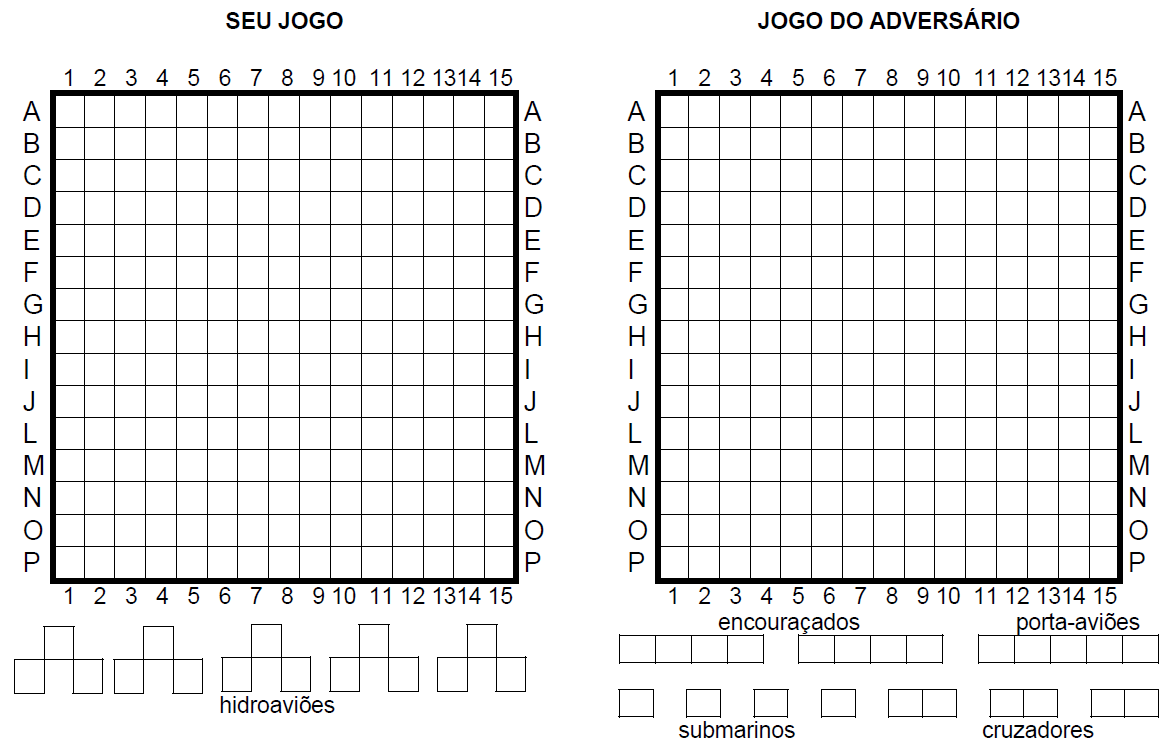 SEU JOGO JOGO DO ADVERSÁRIO
1 2 3 4 5 6 7 8 9 10 11 12 13 14 15 1 2 3 4 5 6 7 8 9 10 11 12 13 14 15
A A A A
B B B B
C C C C
D D D D
E E E E
F F F F
G G G G
H H H H
I I I I
J J J J
L L L L
M M M M
N N N N
O O O O
P P P P
1 2 3 4 5 6 7 8 9 10 11 12 13 14 15 1 2 3 4 5 6 7 8 9 10 11 12 13 14 15
encouraçados porta-aviões
hidroaviões
submarinos cruzadores